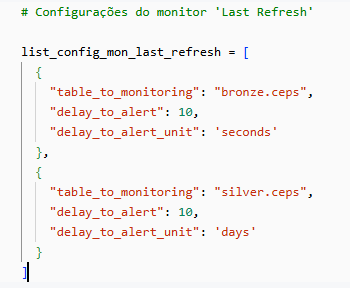 # Configurações do monitor 'Last Refresh'
list_config_mon_last_refresh = [
  {
    "table_to_monitoring": "bronze.ceps",
    "delay_to_alert": 10,
    "delay_to_alert_unit": 'seconds'
  },
  {
    "table_to_monitoring": "silver.ceps",
    "delay_to_alert": 10,
    "delay_to_alert_unit": 'days'
  }
]